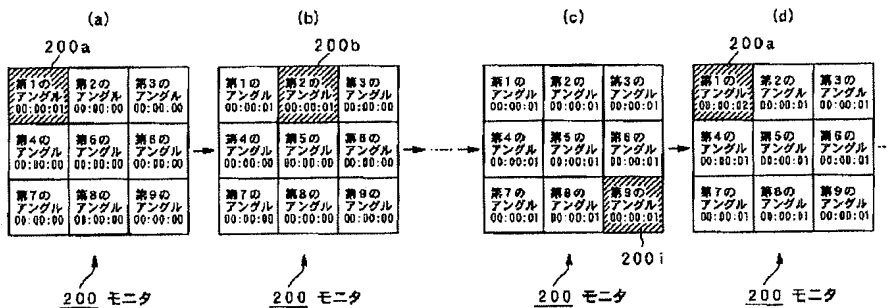 (a)
200a
第1の 第2の 第3の
アングル アングル アングル
00:00:01 00:00:00 00:00:00
第4の 第5の 第6の
アングル アングル アングル
00:00:00 00:00:00 00:00:00
第7の 第8の 第9の
アングル アングル アングル
00:00:00 00:00:00 00:00:00
200 モニタ
(b)
200b
第1の 第2の 第3の
アングル アングル アングル
00:00:01 00:00:01 00:00:00
第4の 第5の 第6の
アングル アングル アングル
00:00:00 00:00:00 00:00:00
第7の 第8の 第9の
アングル アングル アングル
00:00:00 00:00:00 00:00:00
200 モニタ
(c)
第1の 第2の 第3の
アングル アングル アングル
00:00:01 00:00:01 00:00:01
第4の 第5の 第6の
アングル アングル アングル
00:00:01 00:00:01 00:00:01
第7の 第8の 第9の
アングル アングル アングル
00:00:01 00:00:01 00:00:01
200i
200 モニタ
(d)
200a
第1の 第2の 第3の
アングル アングル アングル
00:00:02 00:00:01 00:00:01
第4の 第5の 第6の
アングル アングル アングル
00:00:01 00:00:01 00:00:01
第7の 第8の 第9の
アングル アングル アングル
00:00:01 00:00:01 00:00:01
200 モニタ